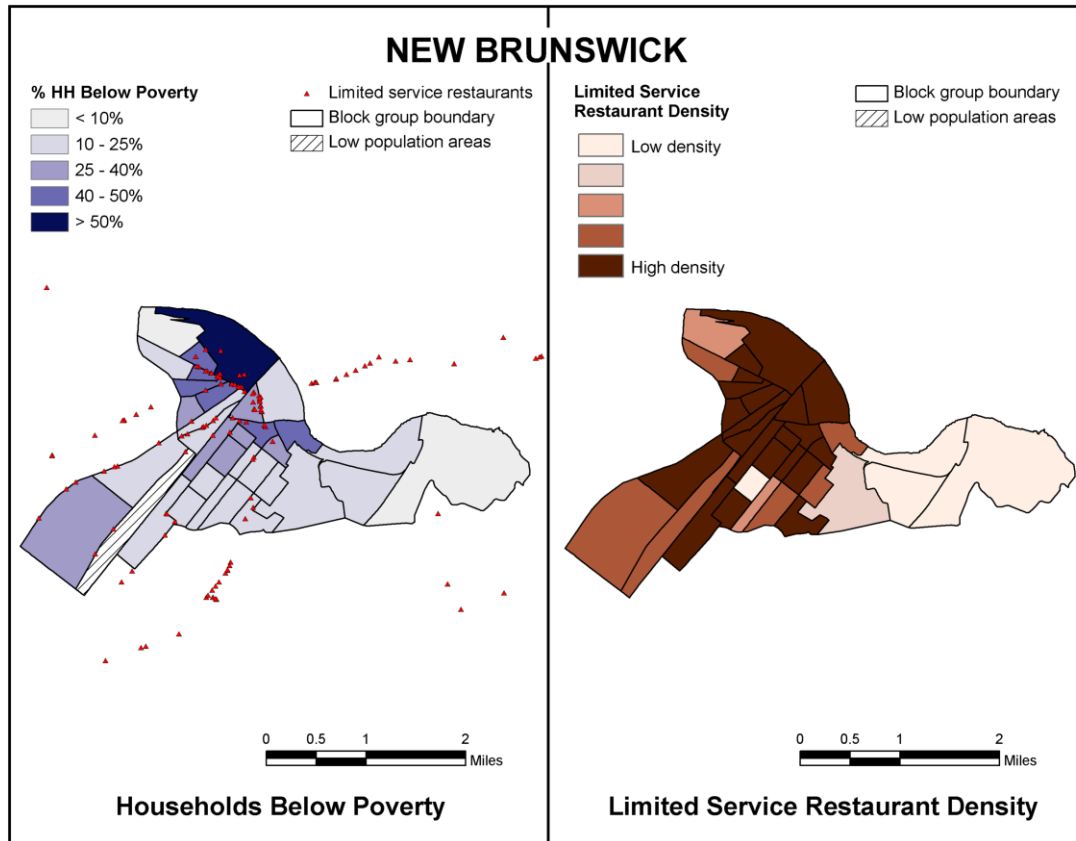 NEW BRUNSWICK
% HH Below Poverty
< 10%
10 - 25%
25 - 40%
40 - 50%
> 50%
Limited service restaurants
Block group boundary
Low population areas
Limited Service
Restaurant Density
Low density
High density
Block group boundary
Low population areas
0 0.5 1 2
Miles
Households Below Poverty
0 0.5 1 2
Miles
Limited Service Restaurant Density